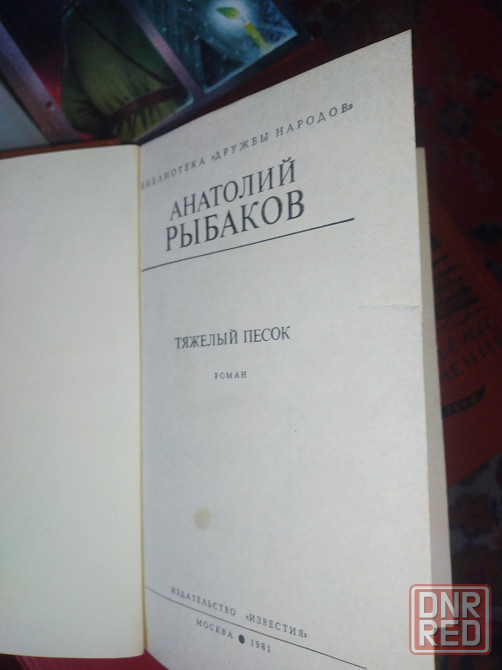 БИБЛИОТЕКА «ДРУЖБЫ НАРОДОВ»
АНАТОЛИЙ
РЫБАКОВ
ТЯЖЕЛЫЙ ПЕСОК
РОМАН
ИЗДАТЕЛЬСТВО «ИЗВЕСТИЯ»
МОСКВА ● 1981
DNR
RED